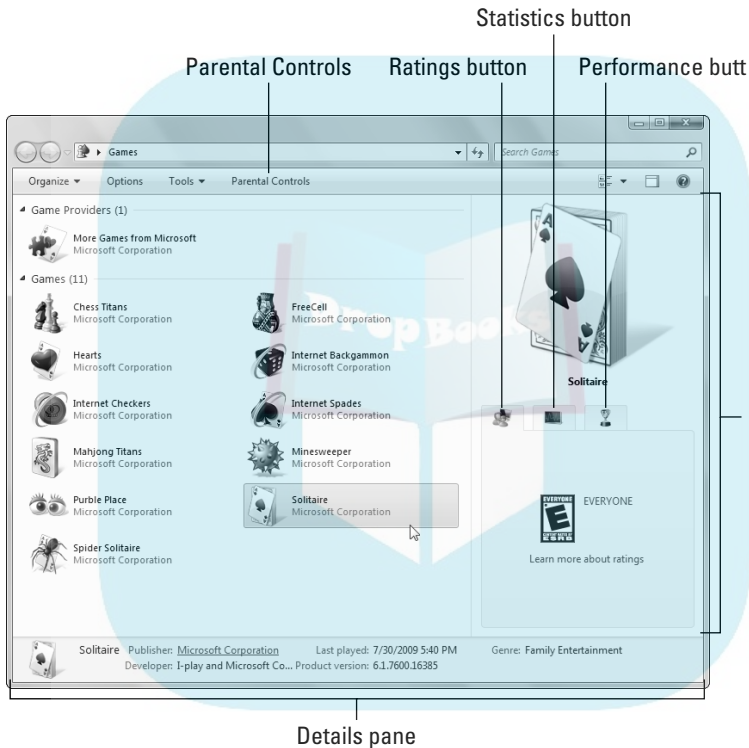 Statistics button
Parental Controls Ratings button Performance butt
Games
Search Games
Organize Options Tools Parental Controls
Game Providers (1)
More Games from Microsoft
Microsoft Corporation
Games (11)
Chess Titans
Microsoft Corporation
FreeCell
Microsoft Corporation
Hearts
Microsoft Corporation
Internet Backgammon
Microsoft Corporation
Internet Checkers
Microsoft Corporation
Internet Spades
Microsoft Corporation
Mahjong Titans
Microsoft Corporation
Minesweeper
Microsoft Corporation
Purble Place
Microsoft Corporation
Solitaire
Microsoft Corporation
Spider Solitaire
Microsoft Corporation
DropBooks
A
A
Solitaire
EVERYONE
E
CONTENT RATED BY
ESRB
EVERYONE
Learn more about ratings
Solitaire Publisher: Microsoft Corporation Last played: 7/30/2009 5:40 PM Genre: Family Entertainment
Developer: I-play and Microsoft Co... Product version: 6.1.7600.16385
Details pane